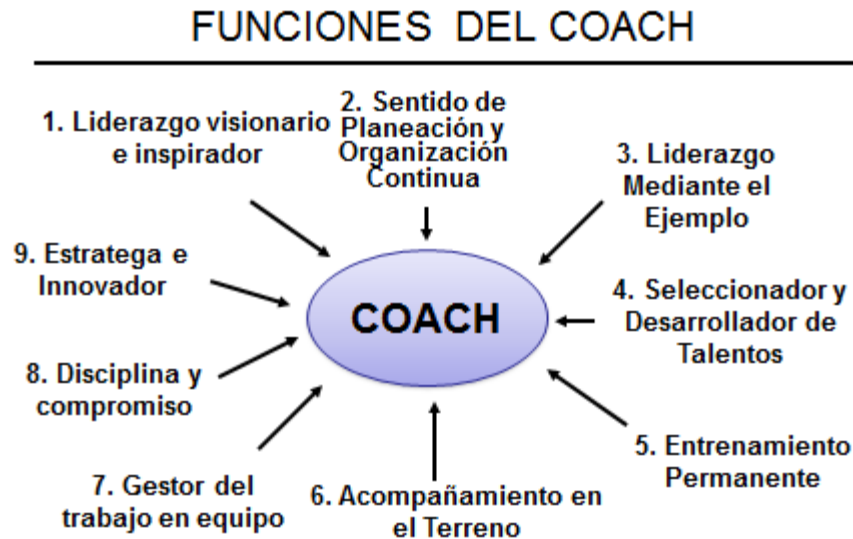 FUNCIONES DEL COACH
1. Liderazgo visionario
e inspirador
2. Sentido de
Planeación y
Organización
Continua
3. Liderazgo
Mediante el
Ejemplo
4. Seleccionador y
Desarrollador de
Talentos
5. Entrenamiento
Permanente
6. Acompañamiento en
el Terreno
7. Gestor del
trabajo en equipo
8. Disciplina y
compromiso
9. Estratega e
Innovador
COACH